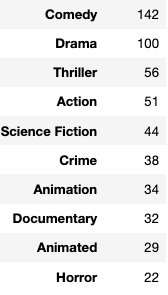 Comedy 142
Drama 100
Thriller 56
Action 51
Science Fiction 44
Crime 38
Animation 34
Documentary 32
Animated 29
Horror 22